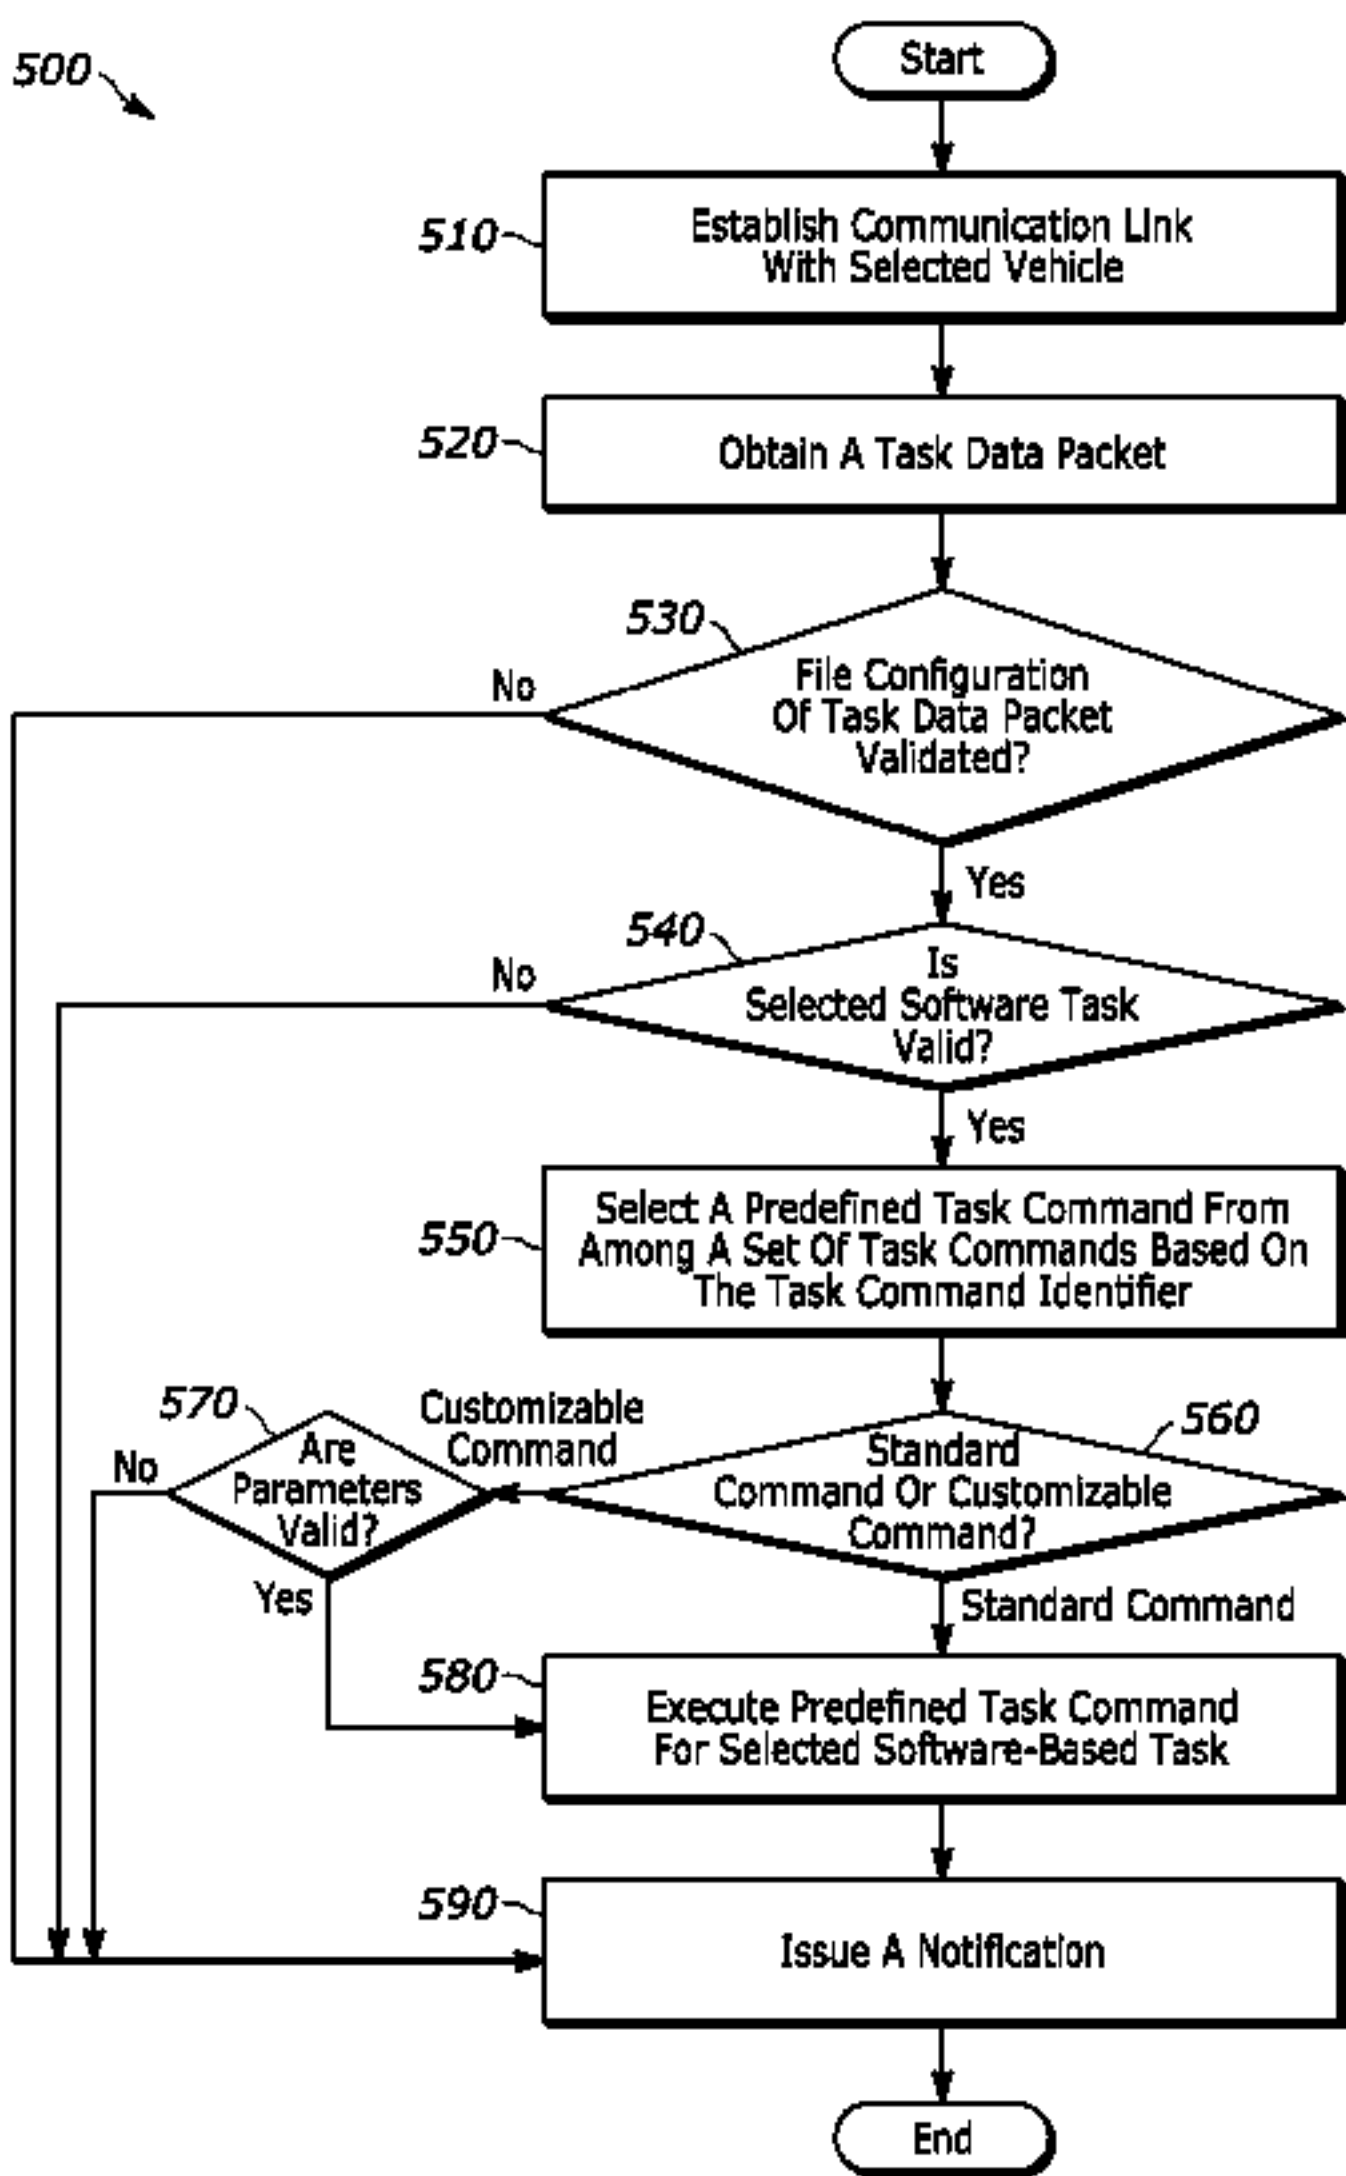 500
Start
510
Establish Communication Link
With Selected Vehicle
520
Obtain A Task Data Packet
530
No
File Configuration
Of Task Data Packet
Validated?
Yes
540
No
Is
Selected Software Task
Valid?
Yes
550
Select A Predefined Task Command From
Among A Set Of Task Commands Based On
The Task Command Identifier
570
No
Are
Parameters
Valid?
Yes
Customizable
Command
560
Standard
Command Or Customizable
Command?
Standard Command
580
Execute Predefined Task Command
For Selected Software-Based Task
590
Issue A Notification
End